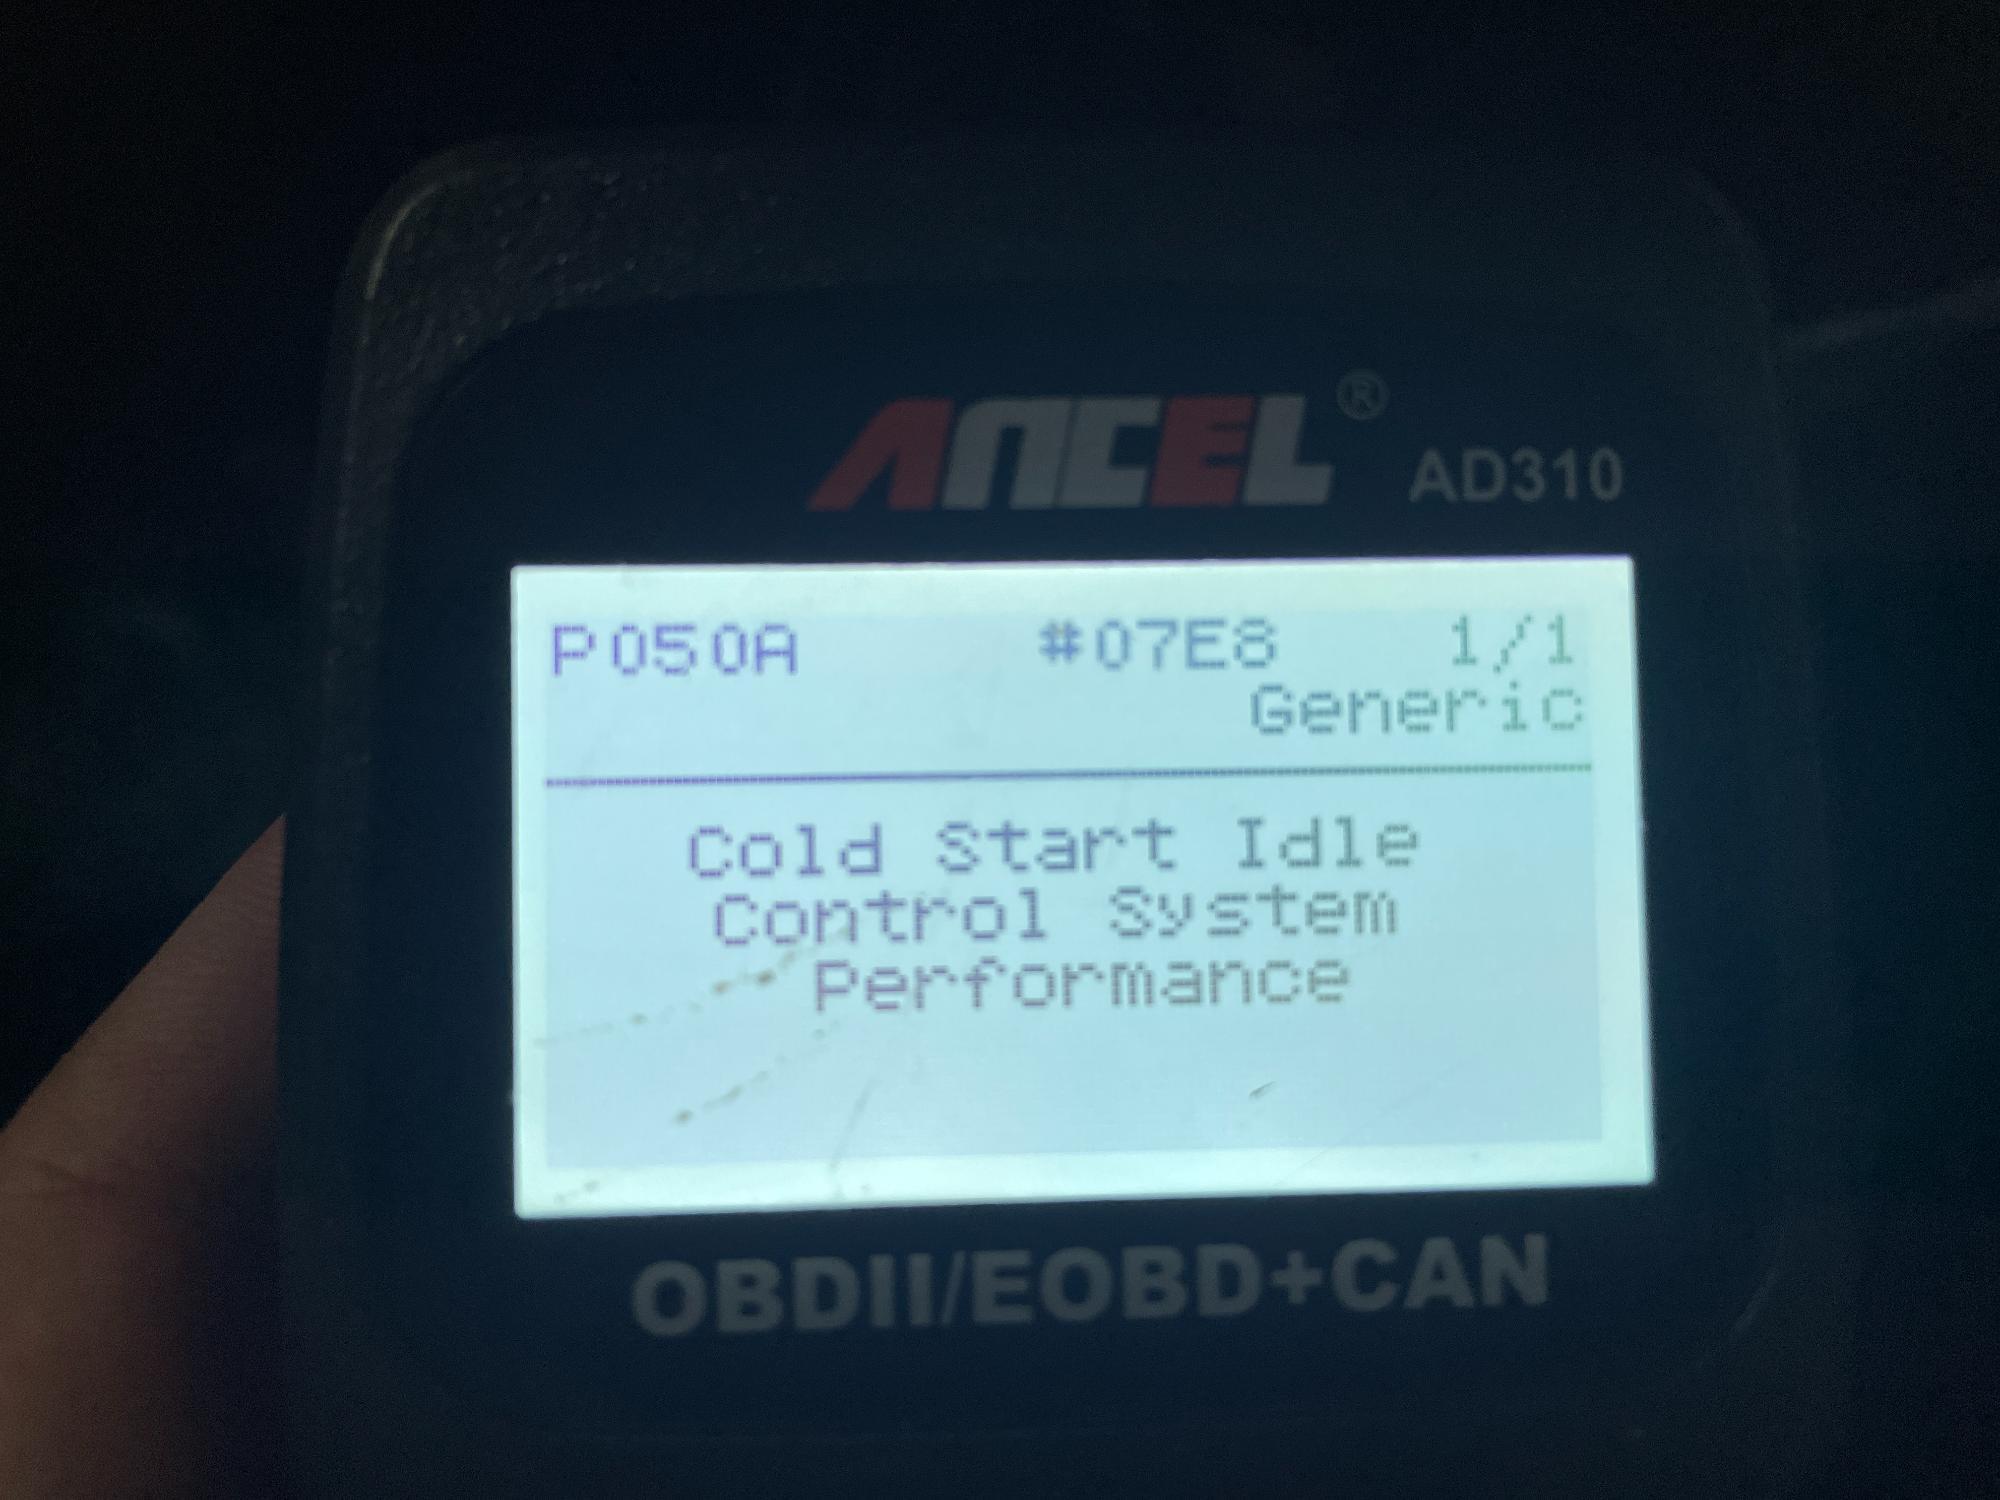 ANCEL® AD310
P050A #07E8 1/1
Generic
Cold Start Idle
Control System
Performance
OBDII/EOBD+CAN